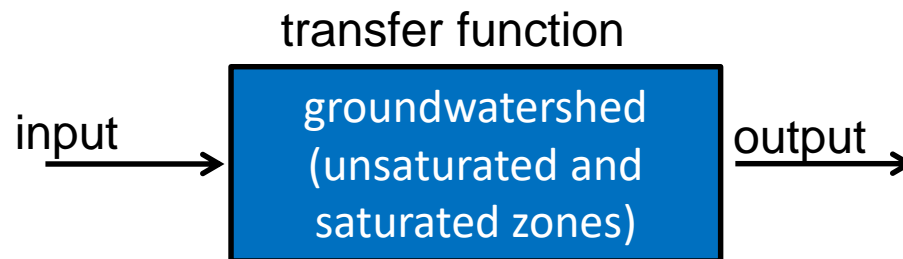 transfer function
input
groundwatershed
(unsaturated and
saturated zones)
output